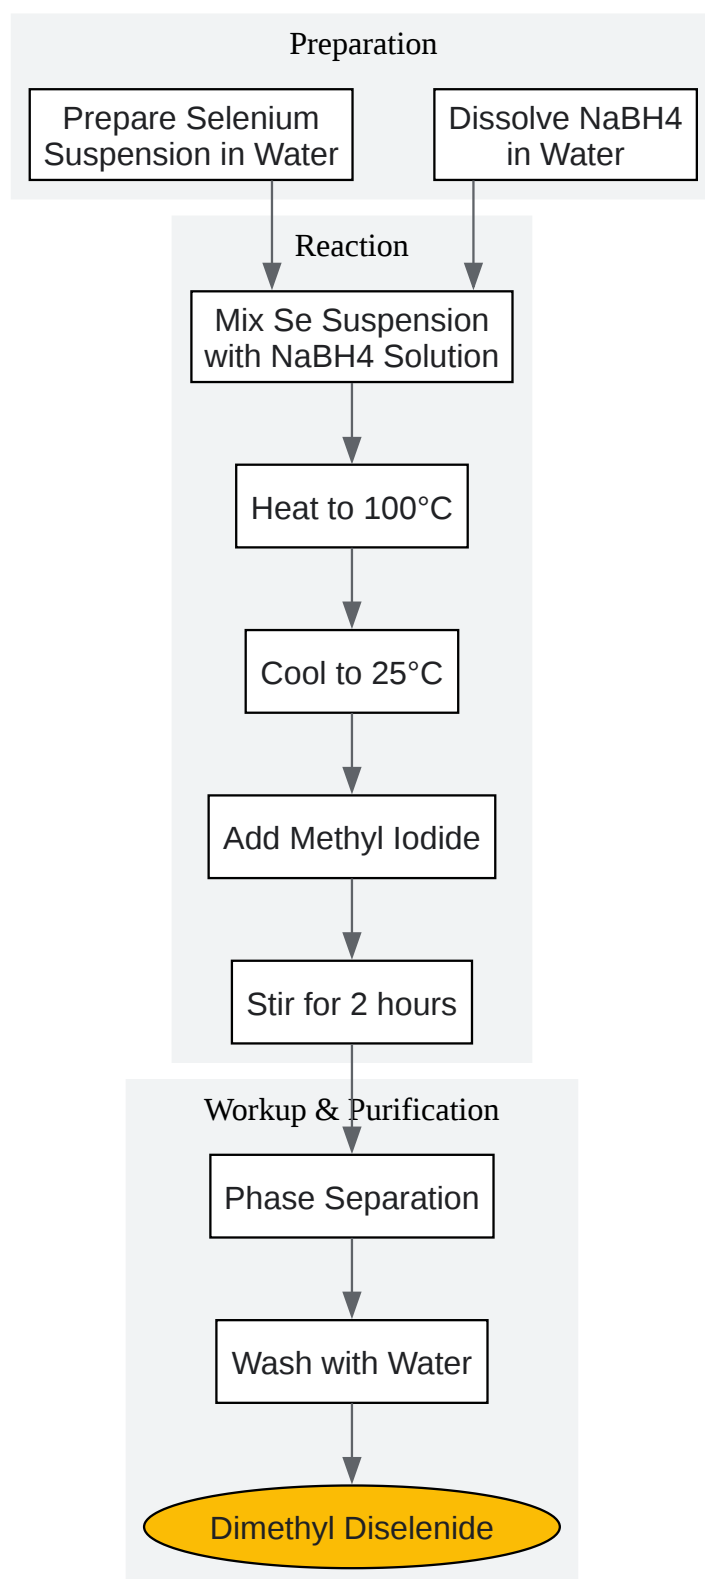 Preparation
Prepare Selenium
Suspension in Water
Dissolve NaBH4
in Water
Reaction
Mix Se Suspension
with NaBH4 Solution
Heat to 100°C
Cool to 25°C
Add Methyl Iodide
Stir for 2 hours
Workup & Purification
Phase Separation
Wash with Water
Dimethyl Diselenide